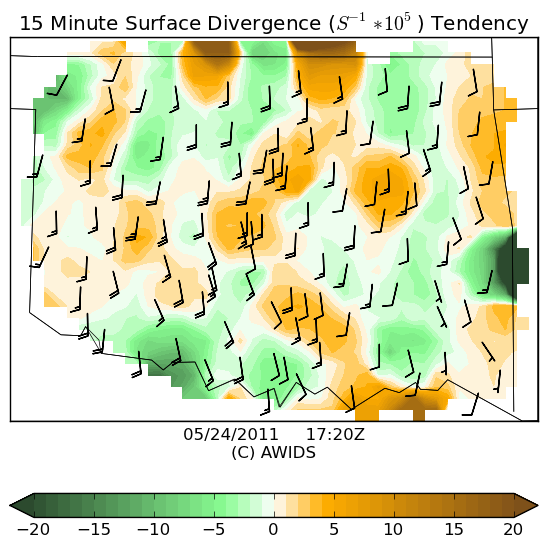 15 Minute Surface Divergence (S⁻¹ *10⁵ ) Tendency
05/24/2011 17:20Z
(C) AWIDS
−20 −15 −10 −5 0 5 10 15 20